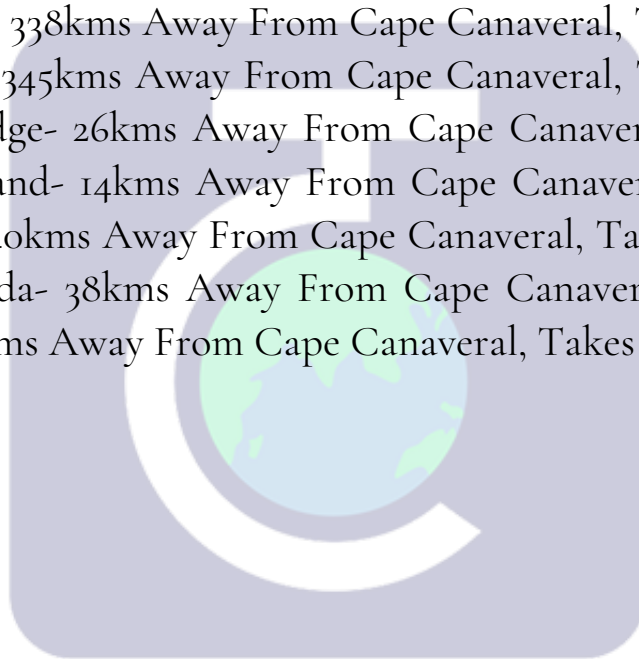 338kms Away From Cape Canaveral,
345kms Away From Cape Canaveral,
dge- 26kms Away From Cape Canaver
and- 14kms Away From Cape Canaver
0kms Away From Cape Canaveral, Ta
da- 38kms Away From Cape Canaver
ms Away From Cape Canaveral, Takes